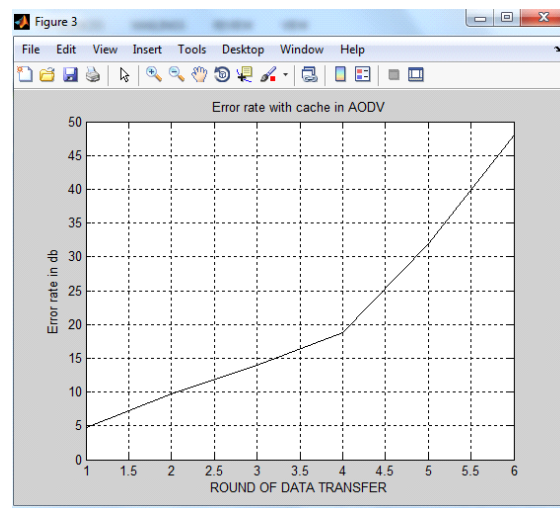 Figure 3
File Edit View Insert Tools Desktop Window Help
Error rate with cache in AODV
50
45
40
35
30
25
20
15
10
5
0
Error rate in db
1 1.5 2 2.5 3 3.5 4 4.5 5 5.5 6
ROUND OF DATA TRANSFER